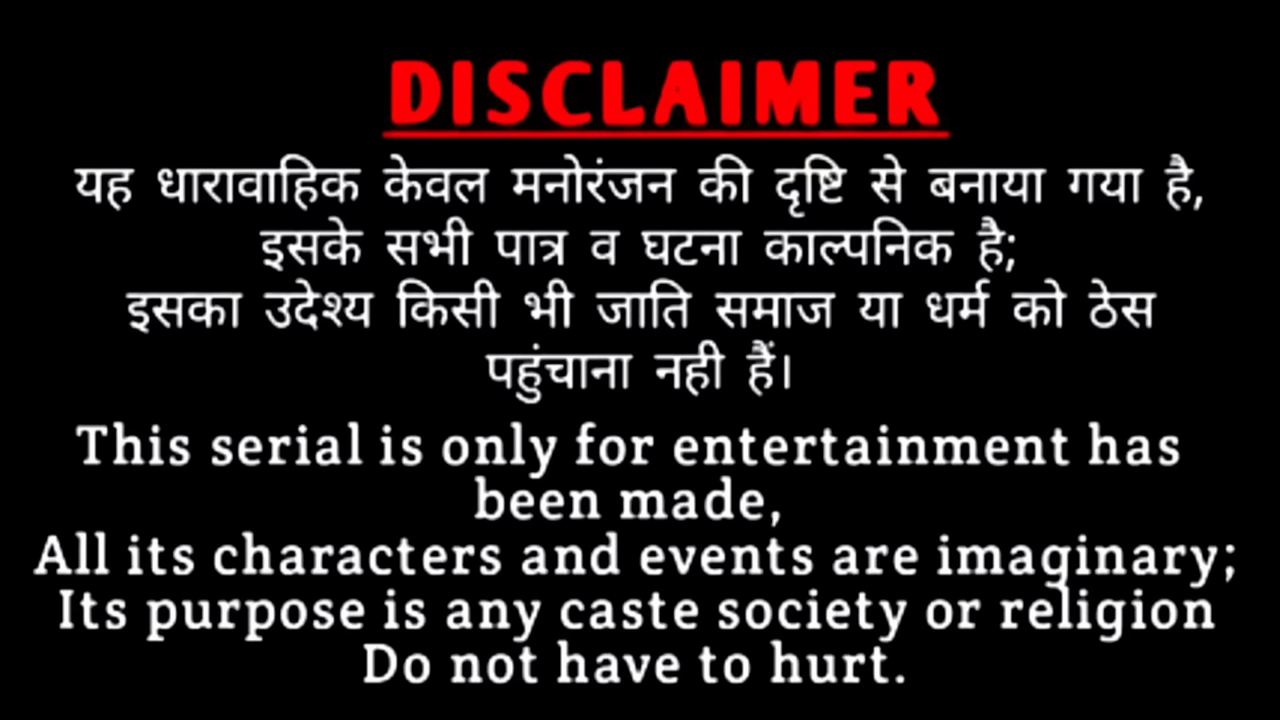 DISCLAIMER
यह धारावाहिक केवल मनोरंजन की दृष्टि से बनाया गया है,
इसके सभी पात्र व घटना काल्पनिक है;
इसका उदेश्य किसी भी जाति समाज या धर्म को ठेस
पहुंचाना नही हैं।
This serial is only for entertainment has
been made,
All its characters and events are imaginary;
Its purpose is any caste society or religion
Do not have to hurt.